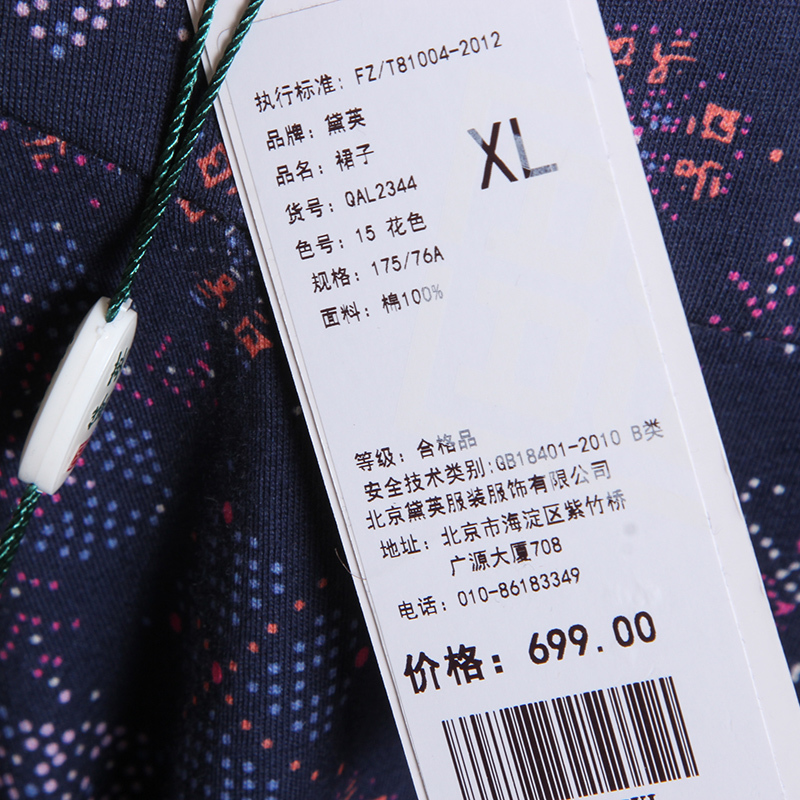 执行标准：FZ/T81004-2012
品牌：黛英
XL
品名：裙子
货号：QAL2344
色号：15 花色
规格：175/76A
面料：棉100%
等级：合格品
安全技术类别:QB18401-2010 B类
北京黛英服装服饰有限公司
地址：北京市海淀区紫竹桥
广源大厦708
电话：010-86183349
价格：699.00